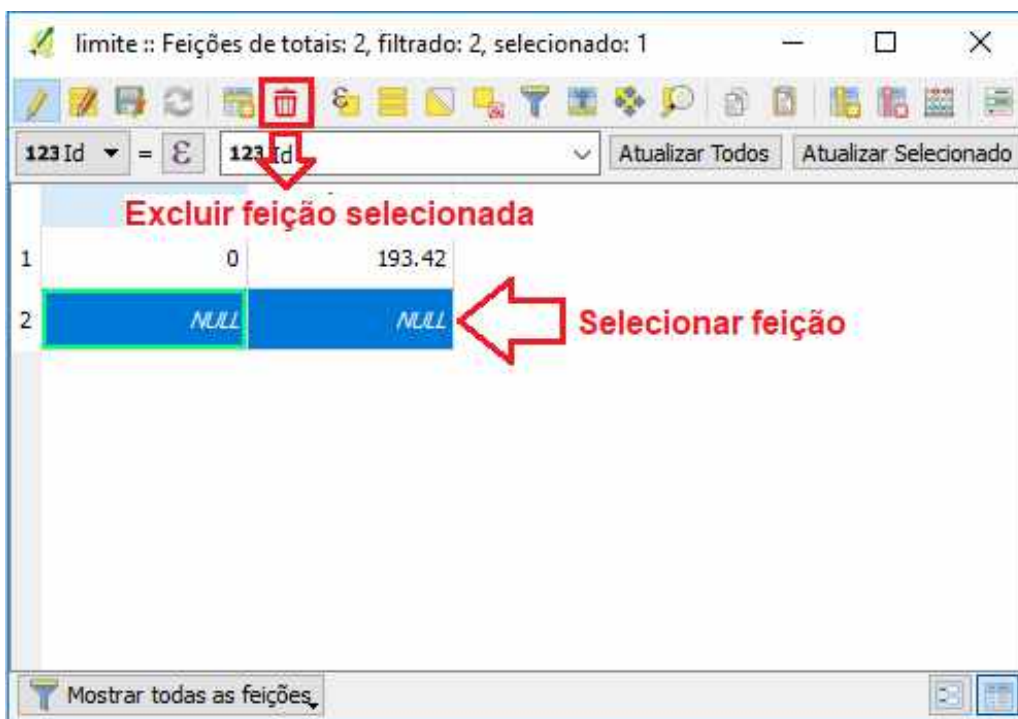 limite :: Feições de totais: 2, filtrado: 2, selecionado: 1
123 Id = ε 123 Id Atualizar Todos Atualizar Selecionado
Excluir feição selecionada
1 0 193.42
2 NULL NULL Selecionar feição
Mostrar todas as feições